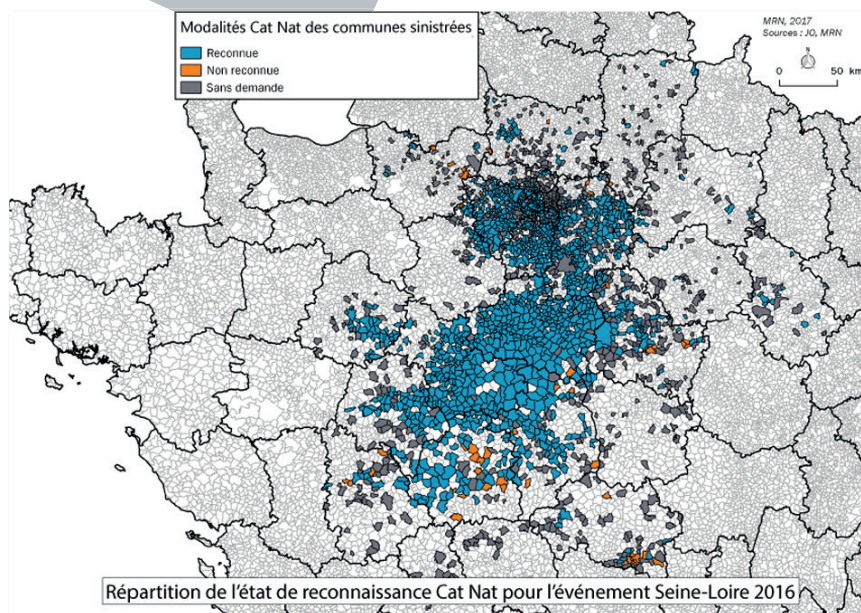 Modalités Cat Nat des communes sinistrées
Reconnue
Non reconnue
Sans demande
MRN, 2017
Sources : JO, MRN
0 50 km
Répartition de l'état de reconnaissance Cat Nat pour l'événement Seine-Loire 2016